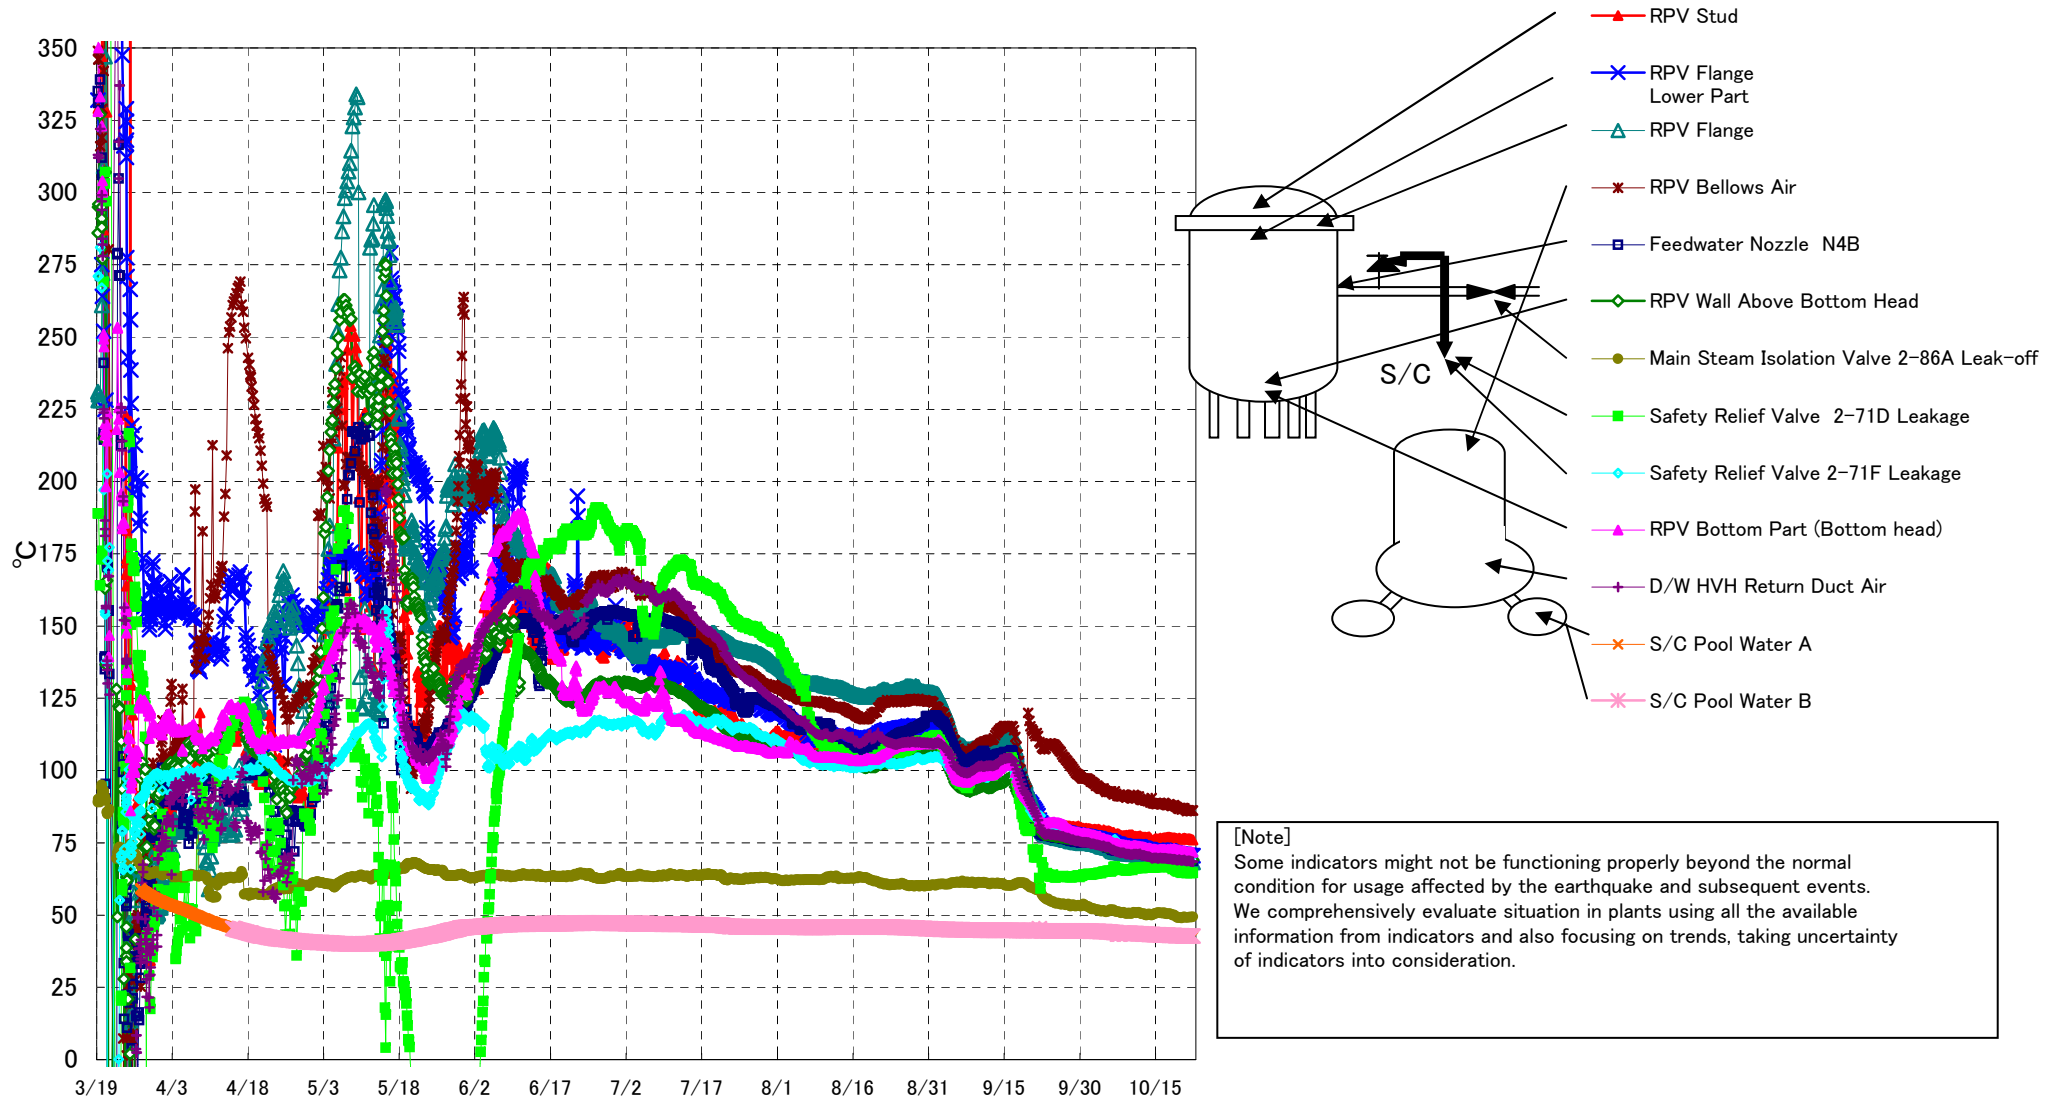 350
325
300
275
250
225
200
175
150
125
100
75
50
25
0
℃
3/19 4/3 4/18 5/3 5/18 6/2 6/17 7/2 7/17 8/1 8/16 8/31 9/15 9/30 10/15
RPV Stud
RPV Flange
Lower Part
RPV Flange
RPV Bellows Air
Feedwater Nozzle N4B
RPV Wall Above Bottom Head
Main Steam Isolation Valve 2-86A Leak-off
Safety Relief Valve 2-71D Leakage
Safety Relief Valve 2-71F Leakage
RPV Bottom Part (Bottom head)
D/W HVH Return Duct Air
S/C Pool Water A
S/C Pool Water B
S/C
[Note]
Some indicators might not be functioning properly beyond the normal
condition for usage affected by the earthquake and subsequent events.
We comprehensively evaluate situation in plants using all the available
information from indicators and also focusing on trends, taking uncertainty
of indicators into consideration.